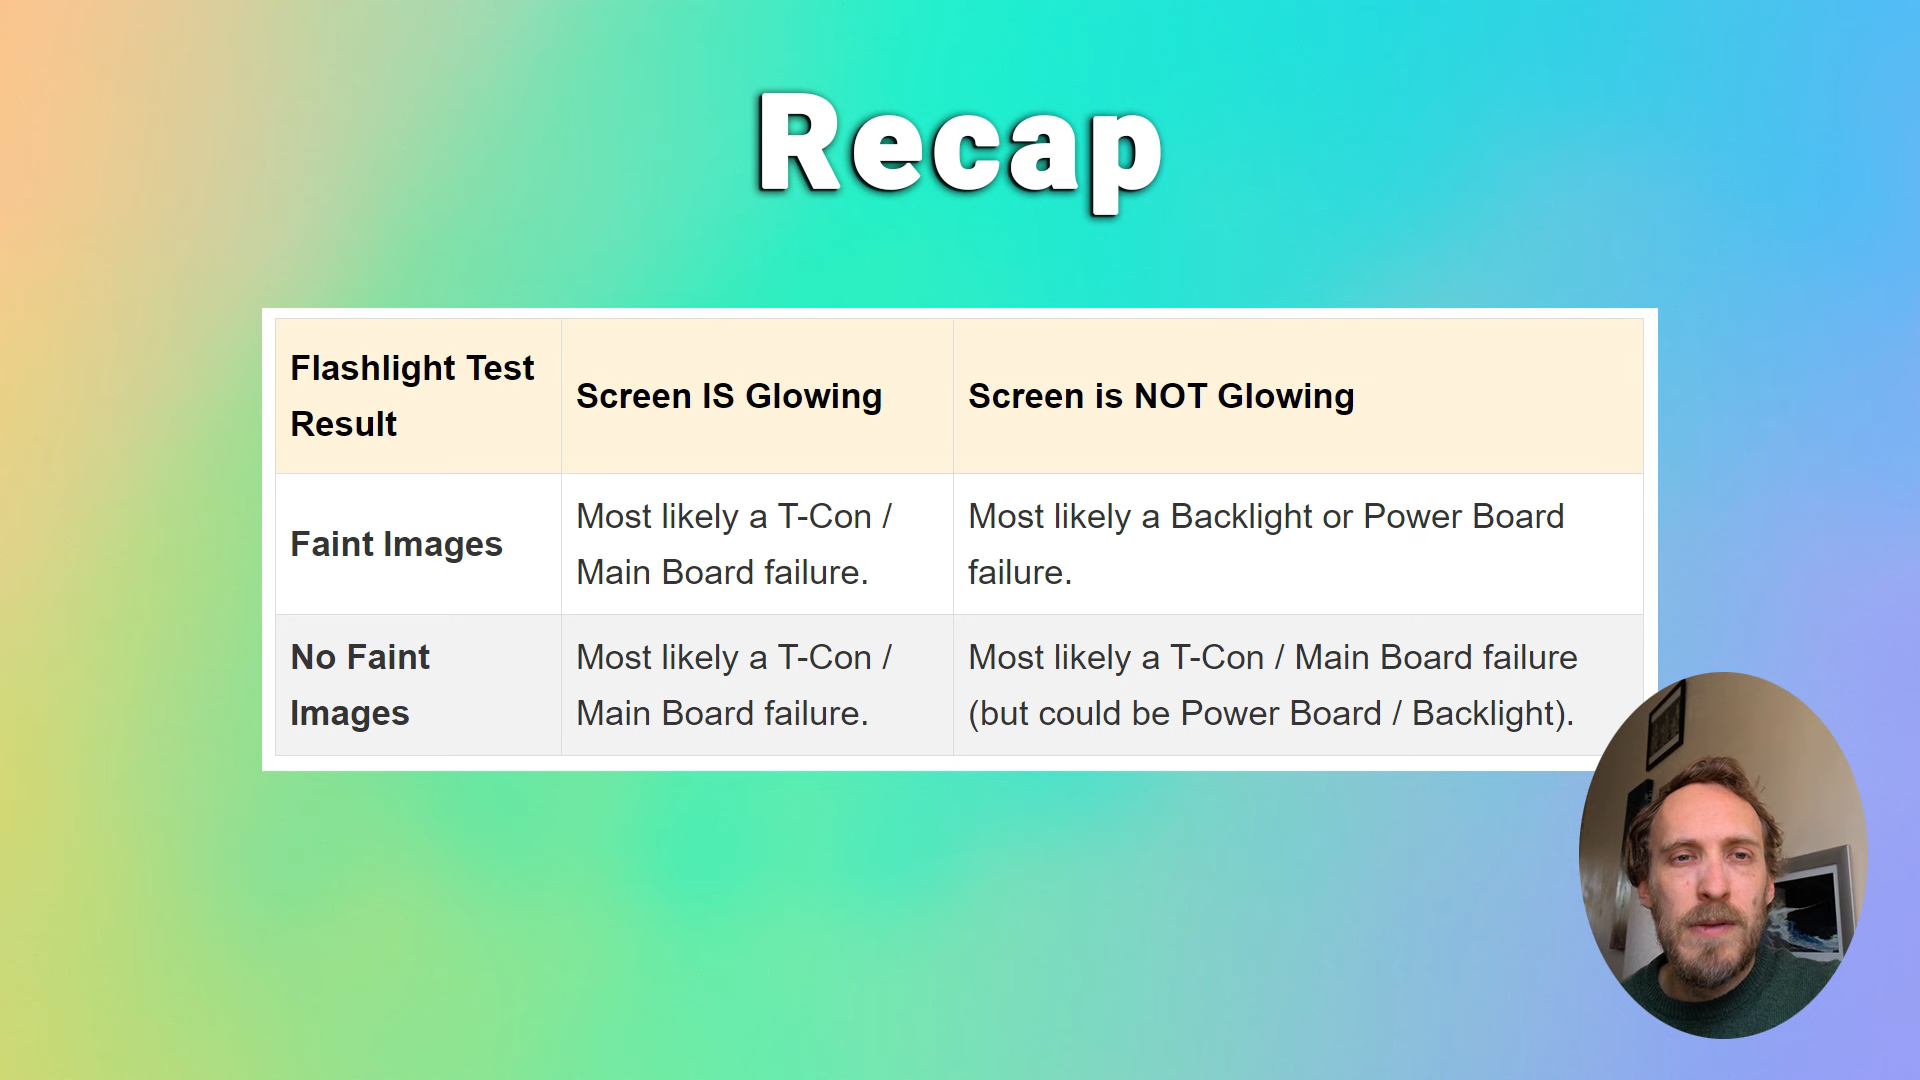 Recap
Flashlight Test
Result
Screen IS Glowing
Screen is NOT Glowing
Faint Images
Most likely a T-Con /
Main Board failure.
Most likely a Backlight or Power Board
failure.
No Faint
Images
Most likely a T-Con /
Main Board failure.
Most likely a T-Con / Main Board failure
(but could be Power Board / Backlight).